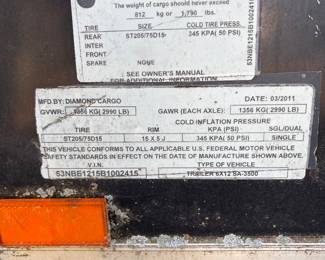 The weight of cargo should never exceed
812 kg or 1,790 lbs.
TIRE SIZE COLD TIRE PRESS.
REAR ST205/75D15 345 KPA( 50 PSI)
INTER
FRONT
SPARE NONE
SEE OWNER'S MANUAL
FOR ADDITIONAL INFORMATION
53NBE1215B1002415
MFD.BY: DIAMOND CARGO DATE: 03/2011
GVWR: 1356 KG( 2990 LB) GAWR (EACH AXLE): 1356 KG( 2990 LB)
COLD INFLATION PRESSURE
TIRE RIM KPA (PSI) SGL/DUAL
ST205/75D15 15 X 5 J 345 KPA( 50 PSI) SINGLE
THIS VEHICLE CONFORMS TO ALL APPLICABLE U.S. FEDERAL MOTOR VEHICLE
SAFETY STANDARDS IN EFFECT ON THE DATE OF MANUFACTURE SHOWN ABOVE.
V.I.N. TYPE OF VEHICLE
53NBE1215B1002415 TRAILER 6X12 SA-3500